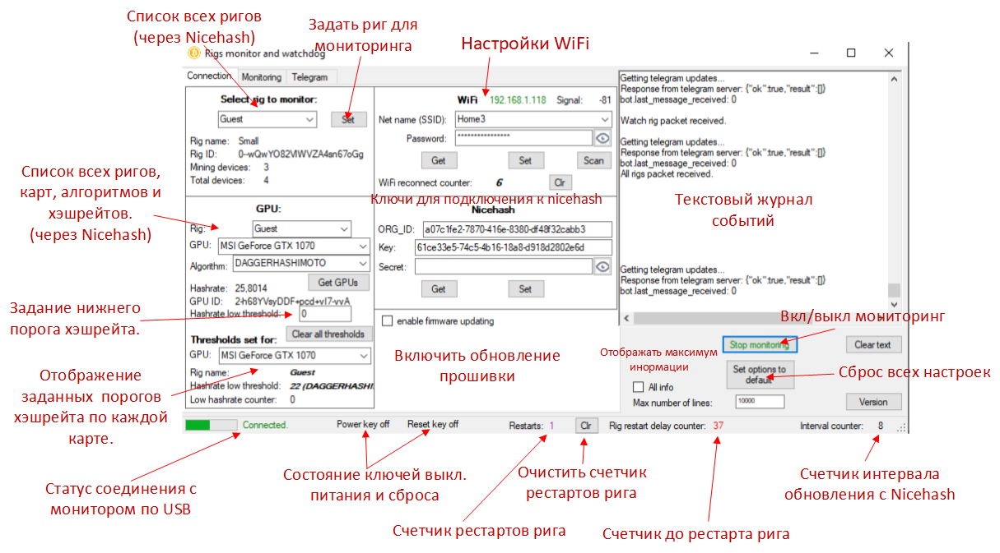 Список всех ригов
(через Nicehash)
Задать риг для
мониторинга
Настройки WiFi
Rigs monitor and watchdog
Connection
Monitoring
Telegram
Select rig to monitor:
Guest
Set
Rig name: Small
Rig ID: 0--wQwYO82VlWVZA4sn67oGg
Mining devices: 3
Total devices: 4
WiFi 192.168.1.118 Signal: -81
Net name (SSID): Home3
Password: ****************
Get
Set
Scan
WiFi reconnect counter: 6
Clr
Getting telegram updates...
Response from telegram server: {"ok":true,"result":[]}
bot.last_message_received: 0
Watch rig packet received.
Getting telegram updates...
Response from telegram server: {"ok":true,"result":[]}
bot.last_message_received: 0
All rigs packet received.
Текстовый журнал
событий
Getting telegram updates...
Response from telegram server: {"ok":true,"result":[]}
bot.last_message_received: 0
Список всех ригов,
карт, алгоритмов и
хэшрейтов.
(через Nicehash)
GPU:
Rig: Guest
GPU: MSI GeForce GTX 1070
Algorithm: DAGGERHASHIMOTO
Get GPUs
Hashrate: 25,8014
GPU ID: 2-h68YVsyDDF+pcd+vI7-vvA
Hashrate low threshold: 0
Clear all thresholds
Ключи для подключения к nicehash
Nicehash
ORG_ID: a07c1fe2-7870-416e-8380-df48f32cabb3
Key: 61ce33e5-74c5-4b16-18a8-d918d2802e6d
Secret:
Get
Set
Задание нижнего
порога хэшрейта.
Thresholds set for:
GPU: MSI GeForce GTX 1070
Rig name: Guest
Hashrate low threshold: 22 (DAGGERHASHI
Low hashrate counter: 0
enable firmware updating
Включить обновление
прошивки
Отображение
заданных порогов
хэшрейта по каждой
карте.
Вкл/выкл мониторинг
Stop monitoring
Clear text
Отображать максимум
инормации
Set options to
default
Сброс всех настроек
All info
Max number of lines: 10000
Version
Connected.
Power key off
Reset key off
Restarts: 1
Clr
Rig restart delay counter: 37
Interval counter: 8
Статус соединения с
монитором по USB
Состояние ключей выкл.
питания и сброса
Очистить счетчик
рестартов рига
Счетчик интервала
обновления с Nicehash
Счетчик рестартов рига
Счетчик до рестарта рига